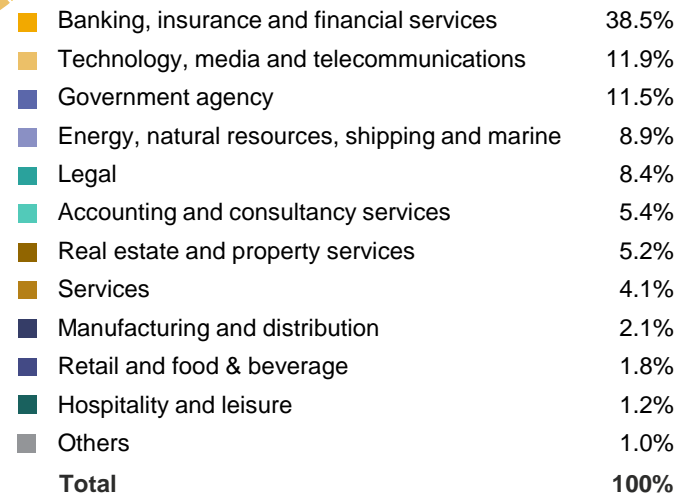 Banking, insurance and financial services 38.5%
Technology, media and telecommunications 11.9%
Government agency 11.5%
Energy, natural resources, shipping and marine 8.9%
Legal 8.4%
Accounting and consultancy services 5.4%
Real estate and property services 5.2%
Services 4.1%
Manufacturing and distribution 2.1%
Retail and food & beverage 1.8%
Hospitality and leisure 1.2%
Others 1.0%
Total 100%